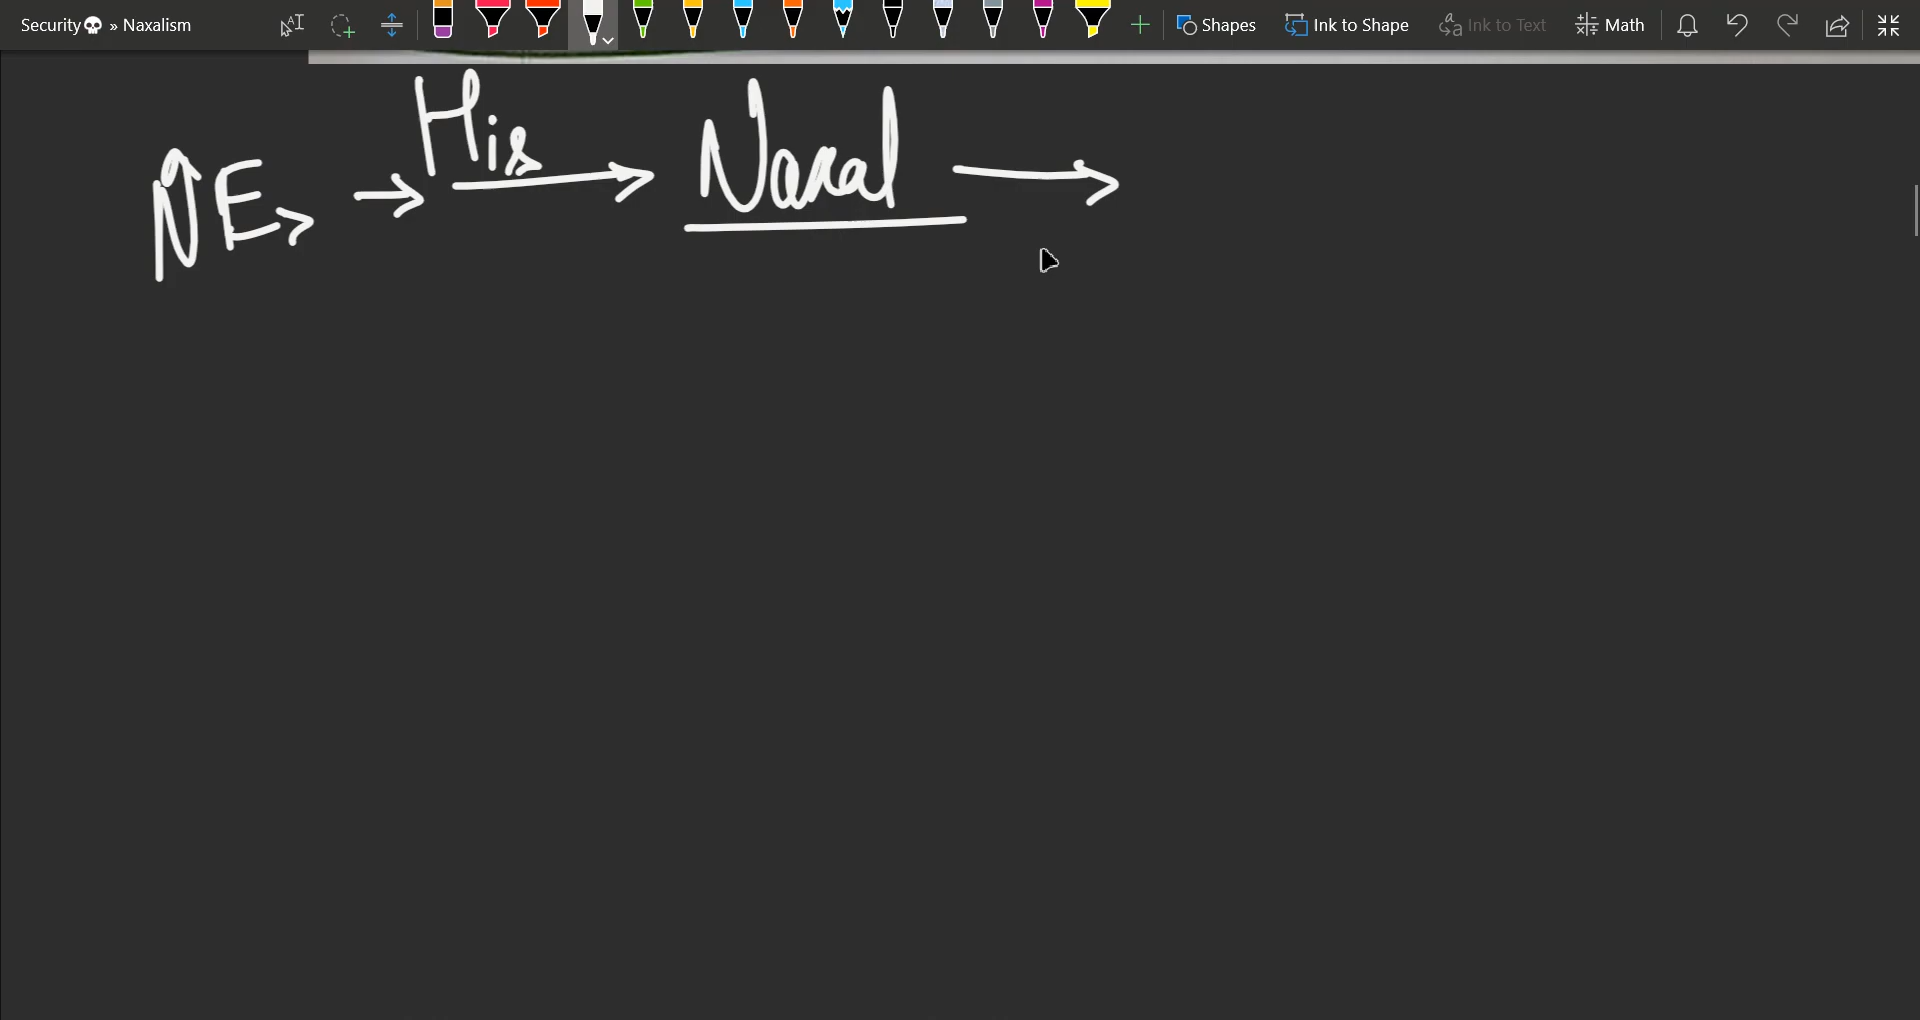 Security💀 » Naxalism Shapes Ink to Shape Ink to Text Math
NE → His → Naxal →